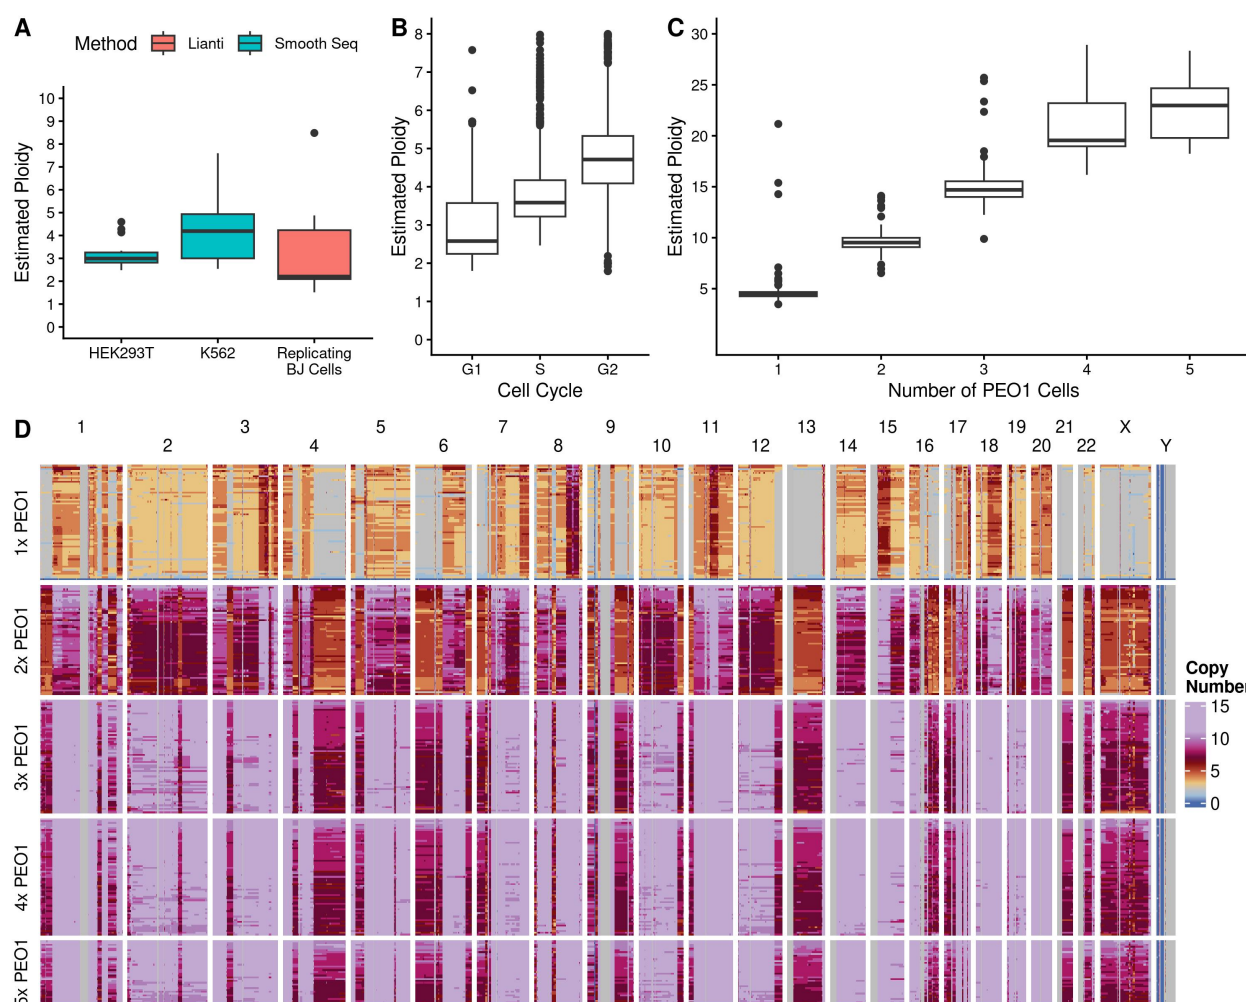 A
Method Lianti Smooth Seq
Estimated Ploidy
10
9
8
7
6
5
4
3
2
1
0
HEK293T K562 Replicating
BJ Cells
B
Estimated Ploidy
8
7
6
5
4
3
2
1
0
G1 S G2
Cell Cycle
C
Estimated Ploidy
30
25
20
15
10
5
1 2 3 4 5
Number of PEO1 Cells
D
1 3 5 7 9 11 13 15 17 19 21 X
2 4 6 8 10 12 14 16 18 20 22 Y
1x PEO1
2x PEO1
3x PEO1
4x PEO1
5x PEO1
Copy
Number
15
10
5
0